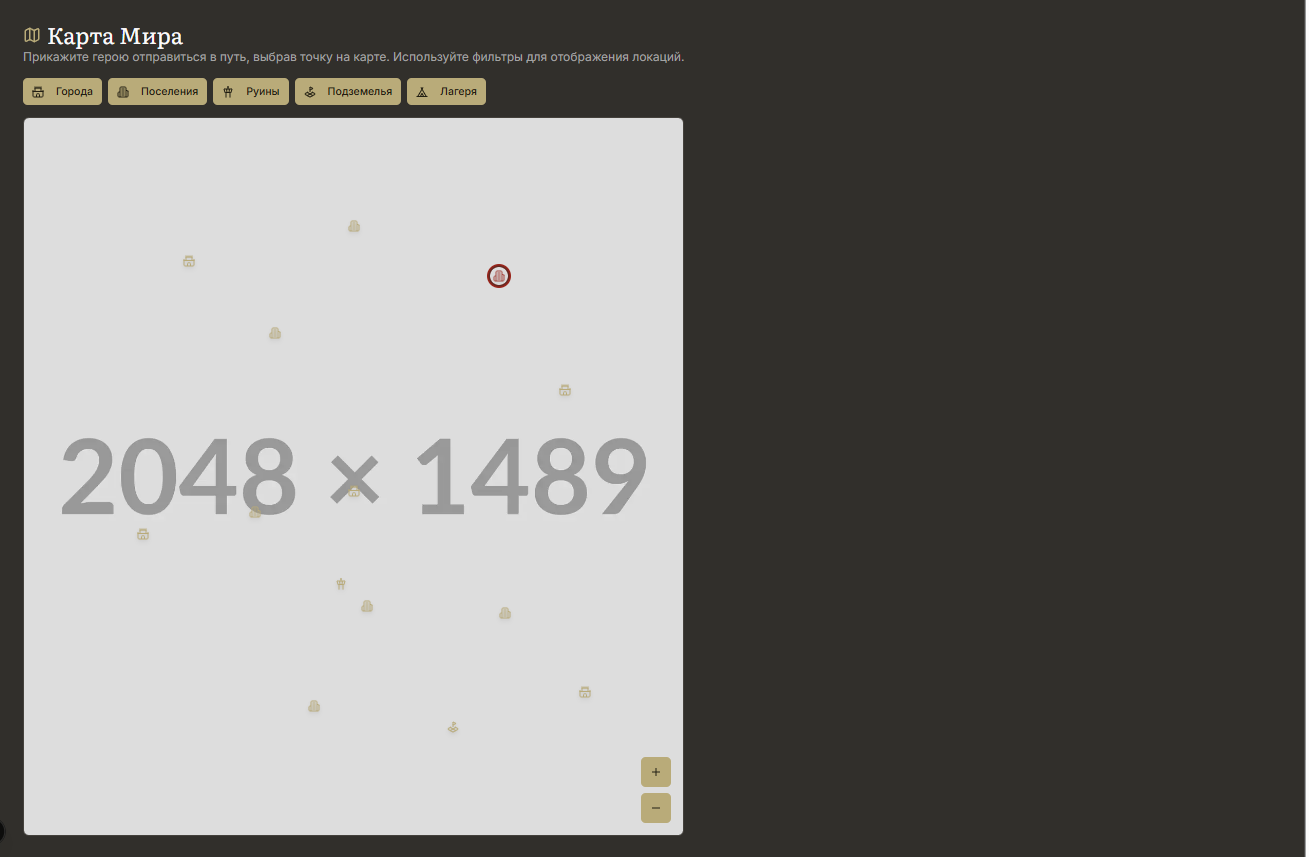 Карта Мира
Прикажите герою отправиться в путь, выбрав точку на карте. Используйте фильтры для отображения локаций.
Города Поселения Руины Подземелья Лагеря
2048 × 1489
+
−